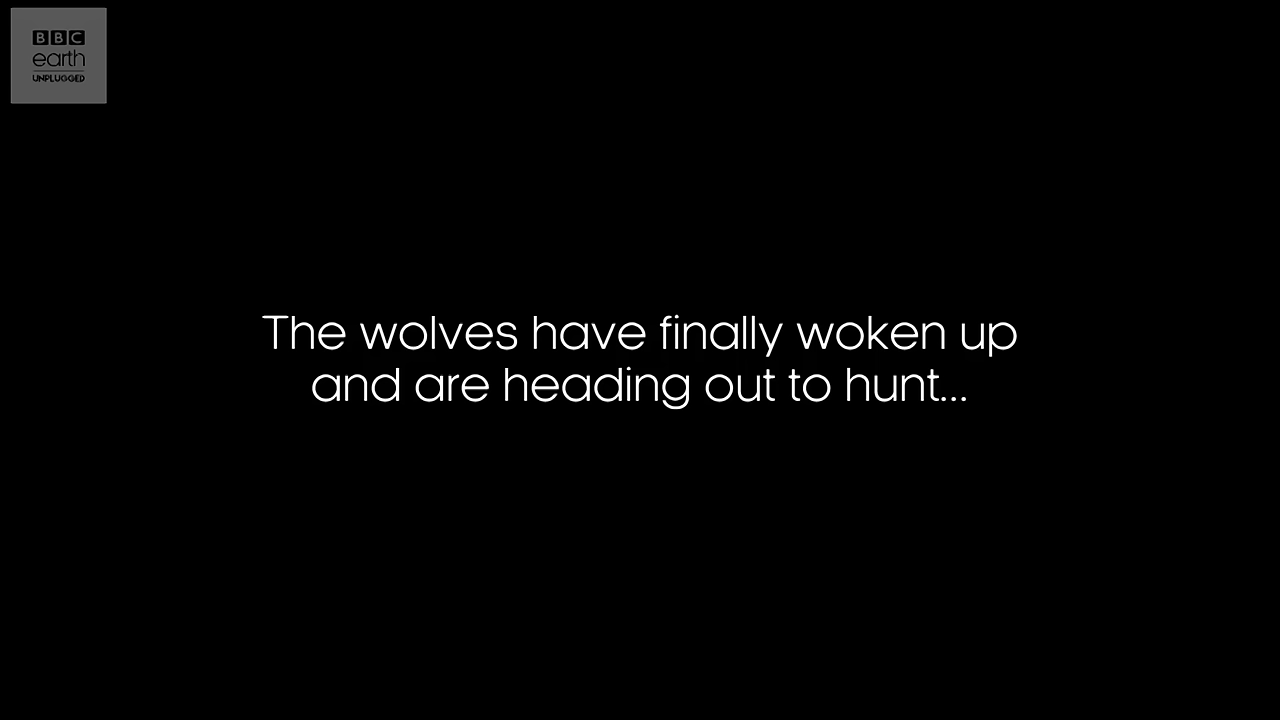 BBC
earth
UNPLUGGED
The wolves have finally woken up
and are heading out to hunt...